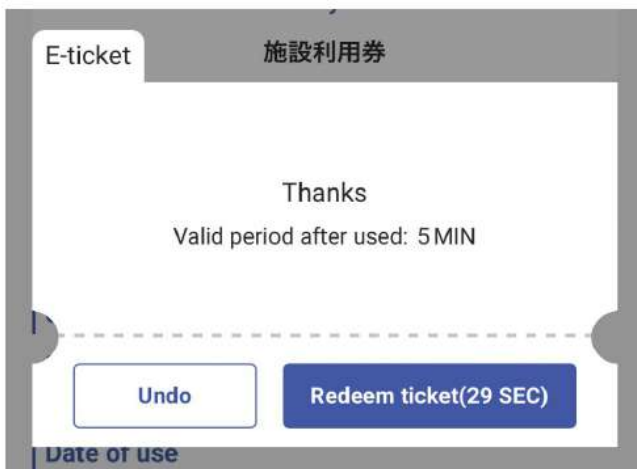 施設利用券
E-ticket
Thanks
Valid period after used: 5 MIN
Undo
Redeem ticket(29 SEC)
Date of use